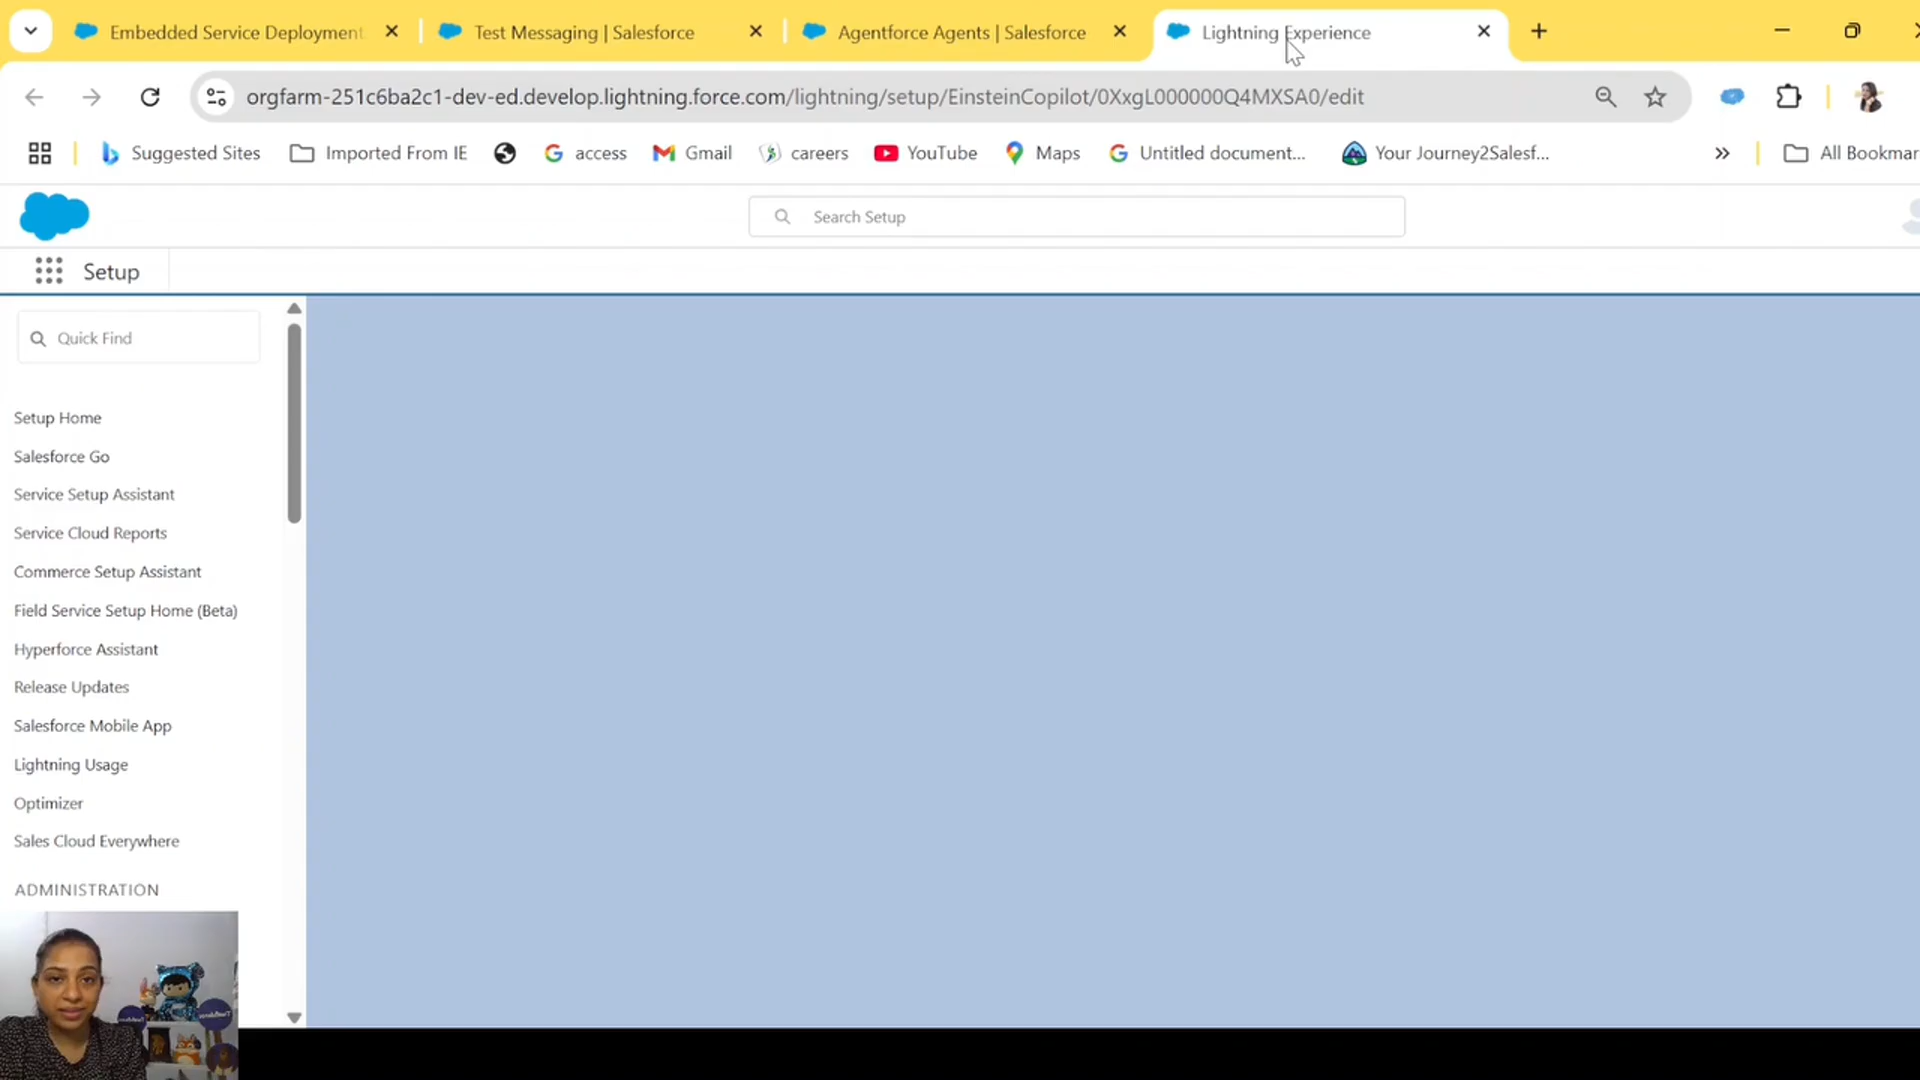 Embedded Service Deployment
Test Messaging | Salesforce
Agentforce Agents | Salesforce
Lightning Experience
orgfarm-251c6ba2c1-dev-ed.develop.lightning.force.com/lightning/setup/EinsteinCopilot/0XxgL000000Q4MXSA0/edit
Suggested Sites
Imported From IE
access
Gmail
careers
YouTube
Maps
Untitled document...
Your Journey2Salesf...
All Bookmar
Search Setup
Setup
Quick Find
Setup Home
Salesforce Go
Service Setup Assistant
Service Cloud Reports
Commerce Setup Assistant
Field Service Setup Home (Beta)
Hyperforce Assistant
Release Updates
Salesforce Mobile App
Lightning Usage
Optimizer
Sales Cloud Everywhere
ADMINISTRATION